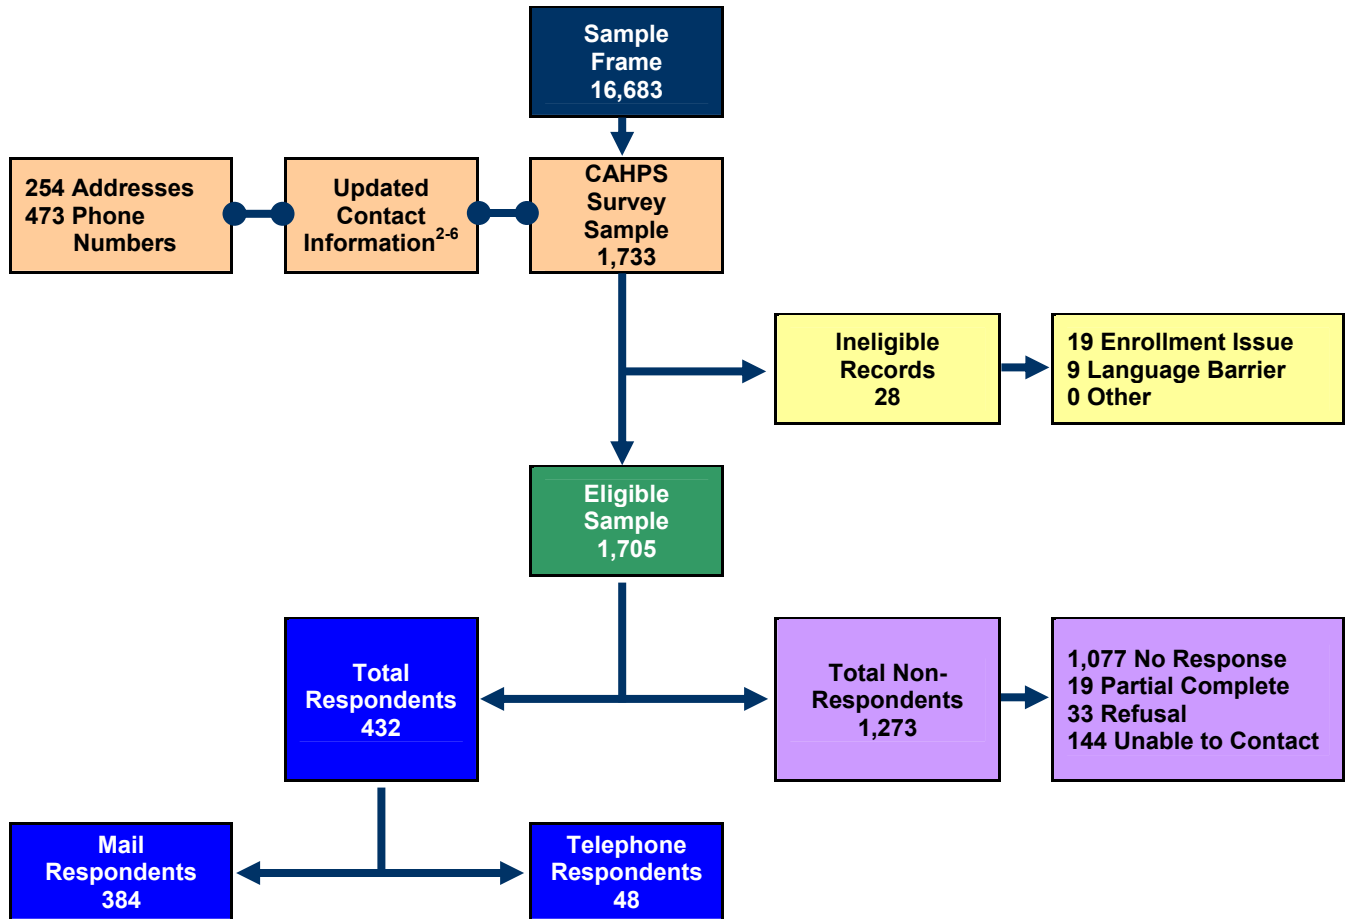 Sample
Frame
16,683
254 Addresses
473 Phone
Numbers
Updated
Contact
Information2-6
CAHPS
Survey
Sample
1,733
Ineligible
Records
28
19 Enrollment Issue
9 Language Barrier
0 Other
Eligible
Sample
1,705
Total
Respondents
432
Total Non-
Respondents
1,273
1,077 No Response
19 Partial Complete
33 Refusal
144 Unable to Contact
Mail
Respondents
384
Telephone
Respondents
48